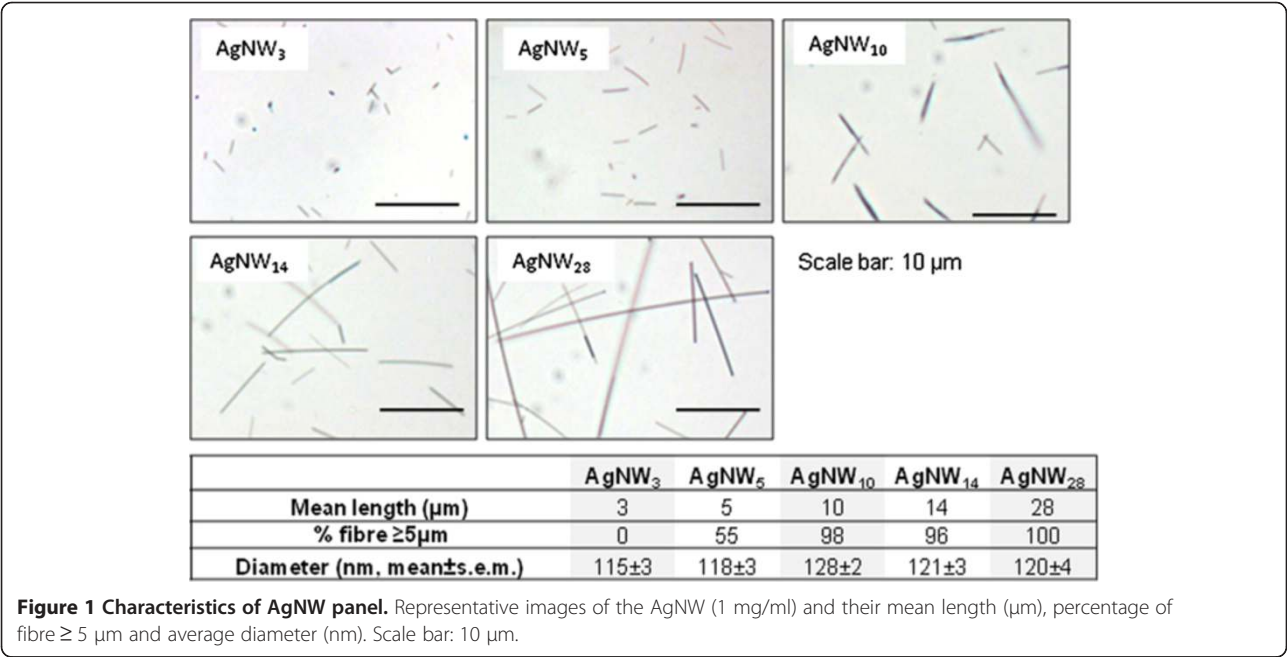 AgNW₃ AgNW₅ AgNW₁₀
AgNW₁₄ AgNW₂₈ Scale bar: 10 µm
AgNW₃ AgNW₅ AgNW₁₀ AgNW₁₄ AgNW₂₈
Mean length (µm) 3 5 10 14 28
% fibre ≥5µm 0 55 98 96 100
Diameter (nm, mean±s.e.m.) 115±3 118±3 128±2 121±3 120±4
Figure 1 Characteristics of AgNW panel. Representative images of the AgNW (1 mg/ml) and their mean length (µm), percentage of
fibre ≥ 5 µm and average diameter (nm). Scale bar: 10 µm.